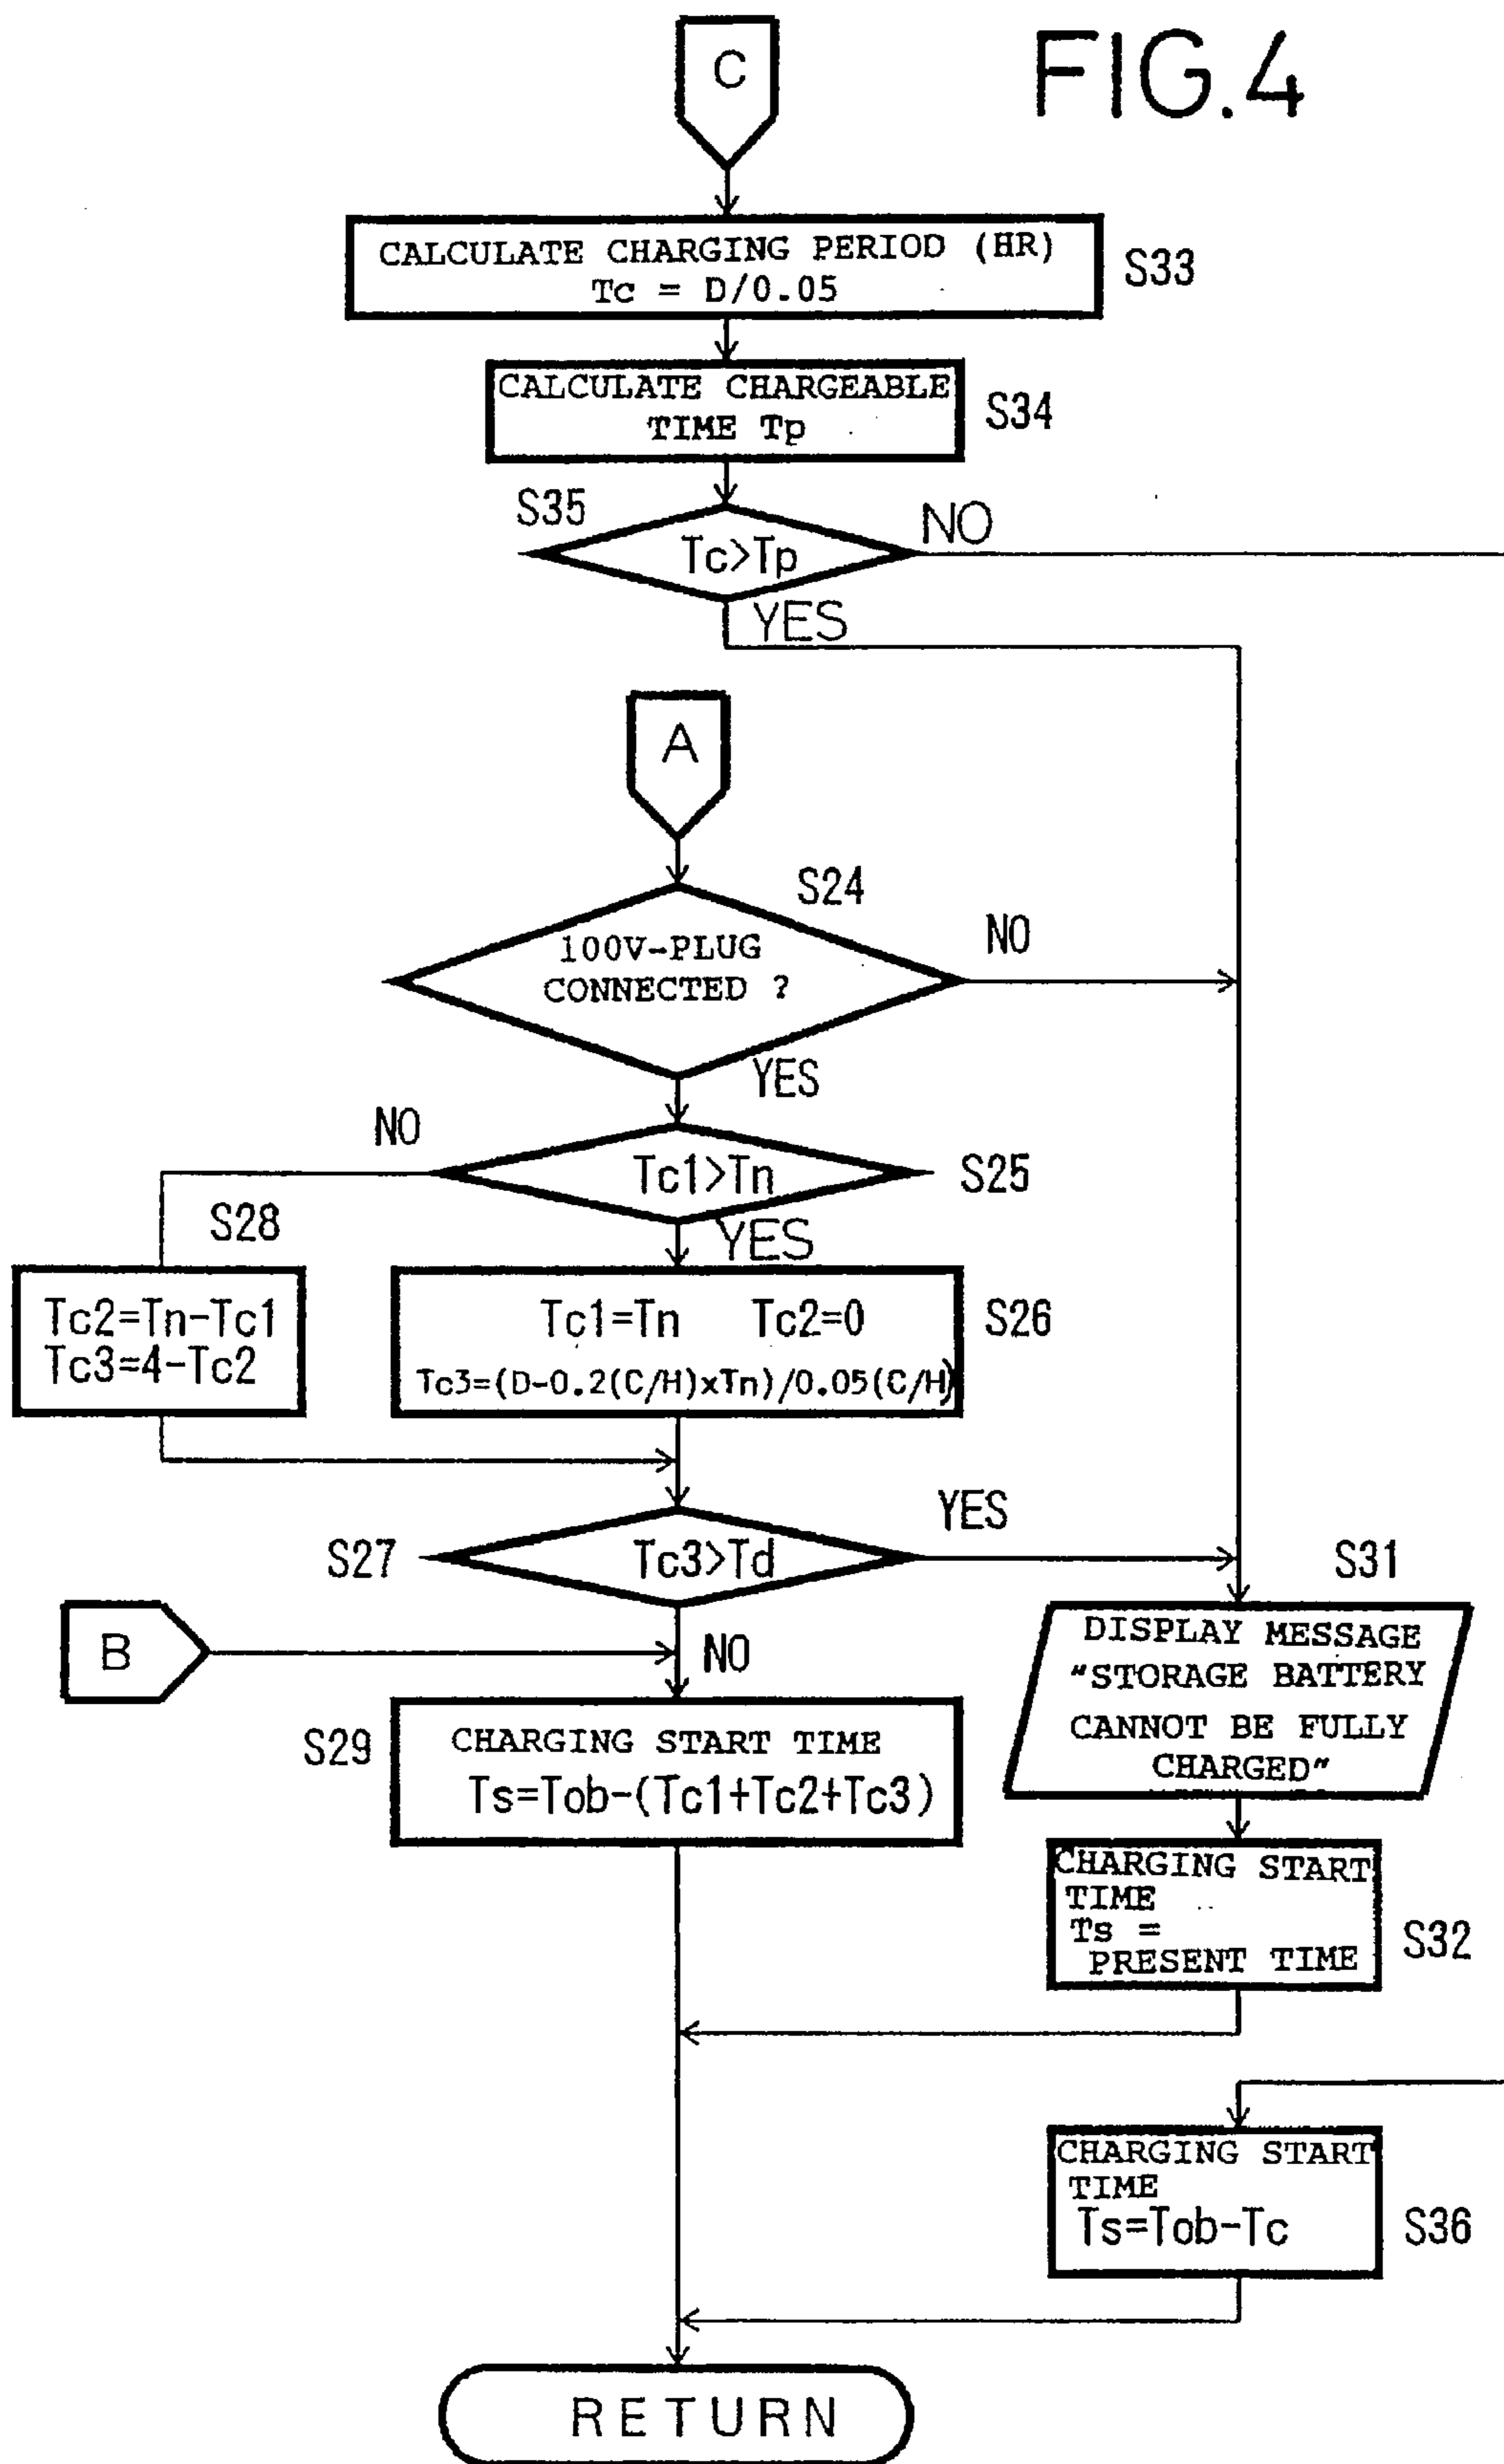 FIG.4
C
CALCULATE CHARGING PERIOD (HR)
Tc = D/0.05
S33
CALCULATE CHARGEABLE
TIME Tp
S34
S35
Tc>Tp
NO
YES
A
S24
100V-PLUG
CONNECTED ?
NO
YES
NO
Tc1>Tn
S25
YES
S28
Tc2=Tn-Tc1
Tc3=4-Tc2
Tc1=Tn Tc2=0
Tc3=(D-0.2(C/H)xTn)/0.05(C/H)
S26
S27
Tc3>Td
YES
NO
B
S29
CHARGING START TIME
Ts=Tob-(Tc1+Tc2+Tc3)
S31
DISPLAY MESSAGE
"STORAGE BATTERY
CANNOT BE FULLY
CHARGED"
CHARGING START
TIME
Ts =
PRESENT TIME
S32
CHARGING START
TIME
Ts=Tob-Tc
S36
RETURN